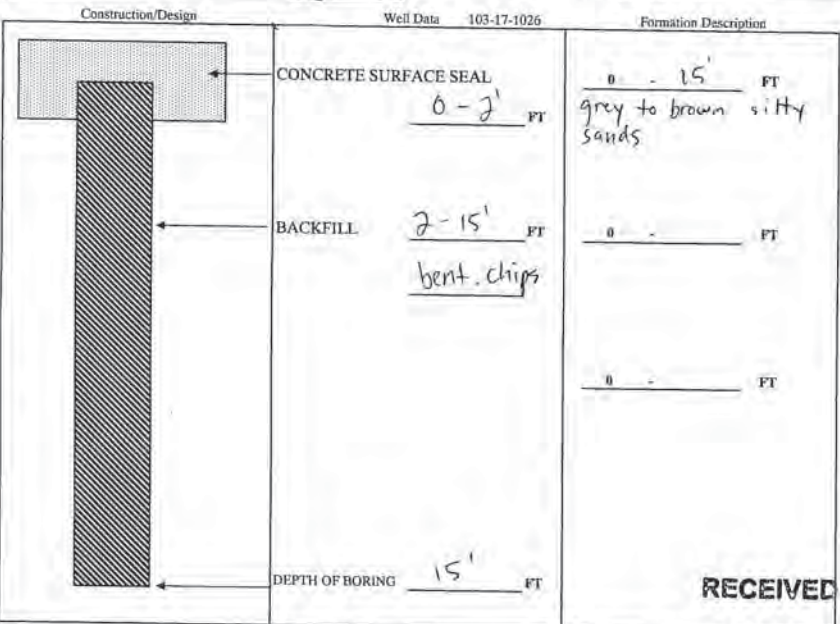 Construction/Design
Well Data 103-17-1026
Formation Description
CONCRETE SURFACE SEAL
0 - 2' FT
BACKFILL 2 - 15' FT
bent. chips
DEPTH OF BORING 15' FT
0 - 15' FT
grey to brown silty
sands
0 - FT
0 - FT
RECEIVED